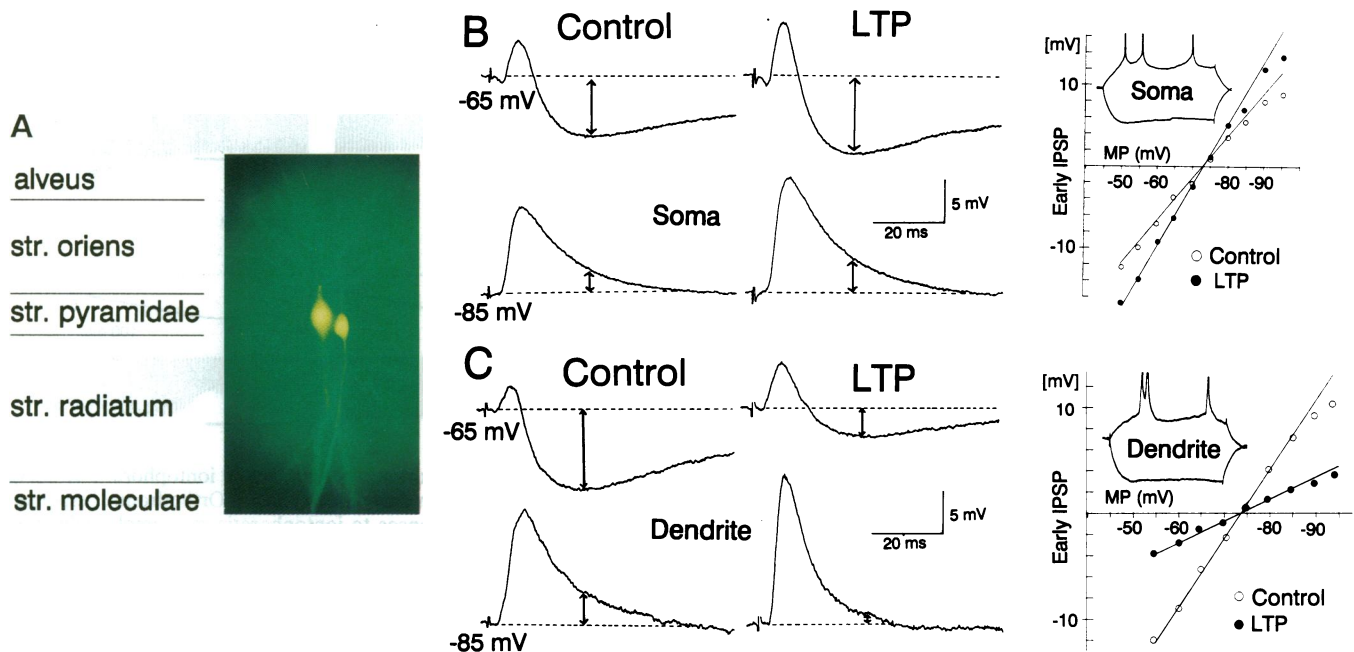 A
alveus
str. oriens
str. pyramidale
str. radiatum
str. moleculare
B
Control
LTP
-65 mV
Soma
5 mV
20 ms
-85 mV
[mV]
10
Soma
MP (mV)
-50 -60 -80 -90
Early IPSP
-10
Control
LTP
C
Control
LTP
-65 mV
Dendrite
5 mV
20 ms
-85 mV
[mV]
10
Dendrite
MP (mV)
-50 -60 -70 -80 -90
Early IPSP
-10
Control
LTP